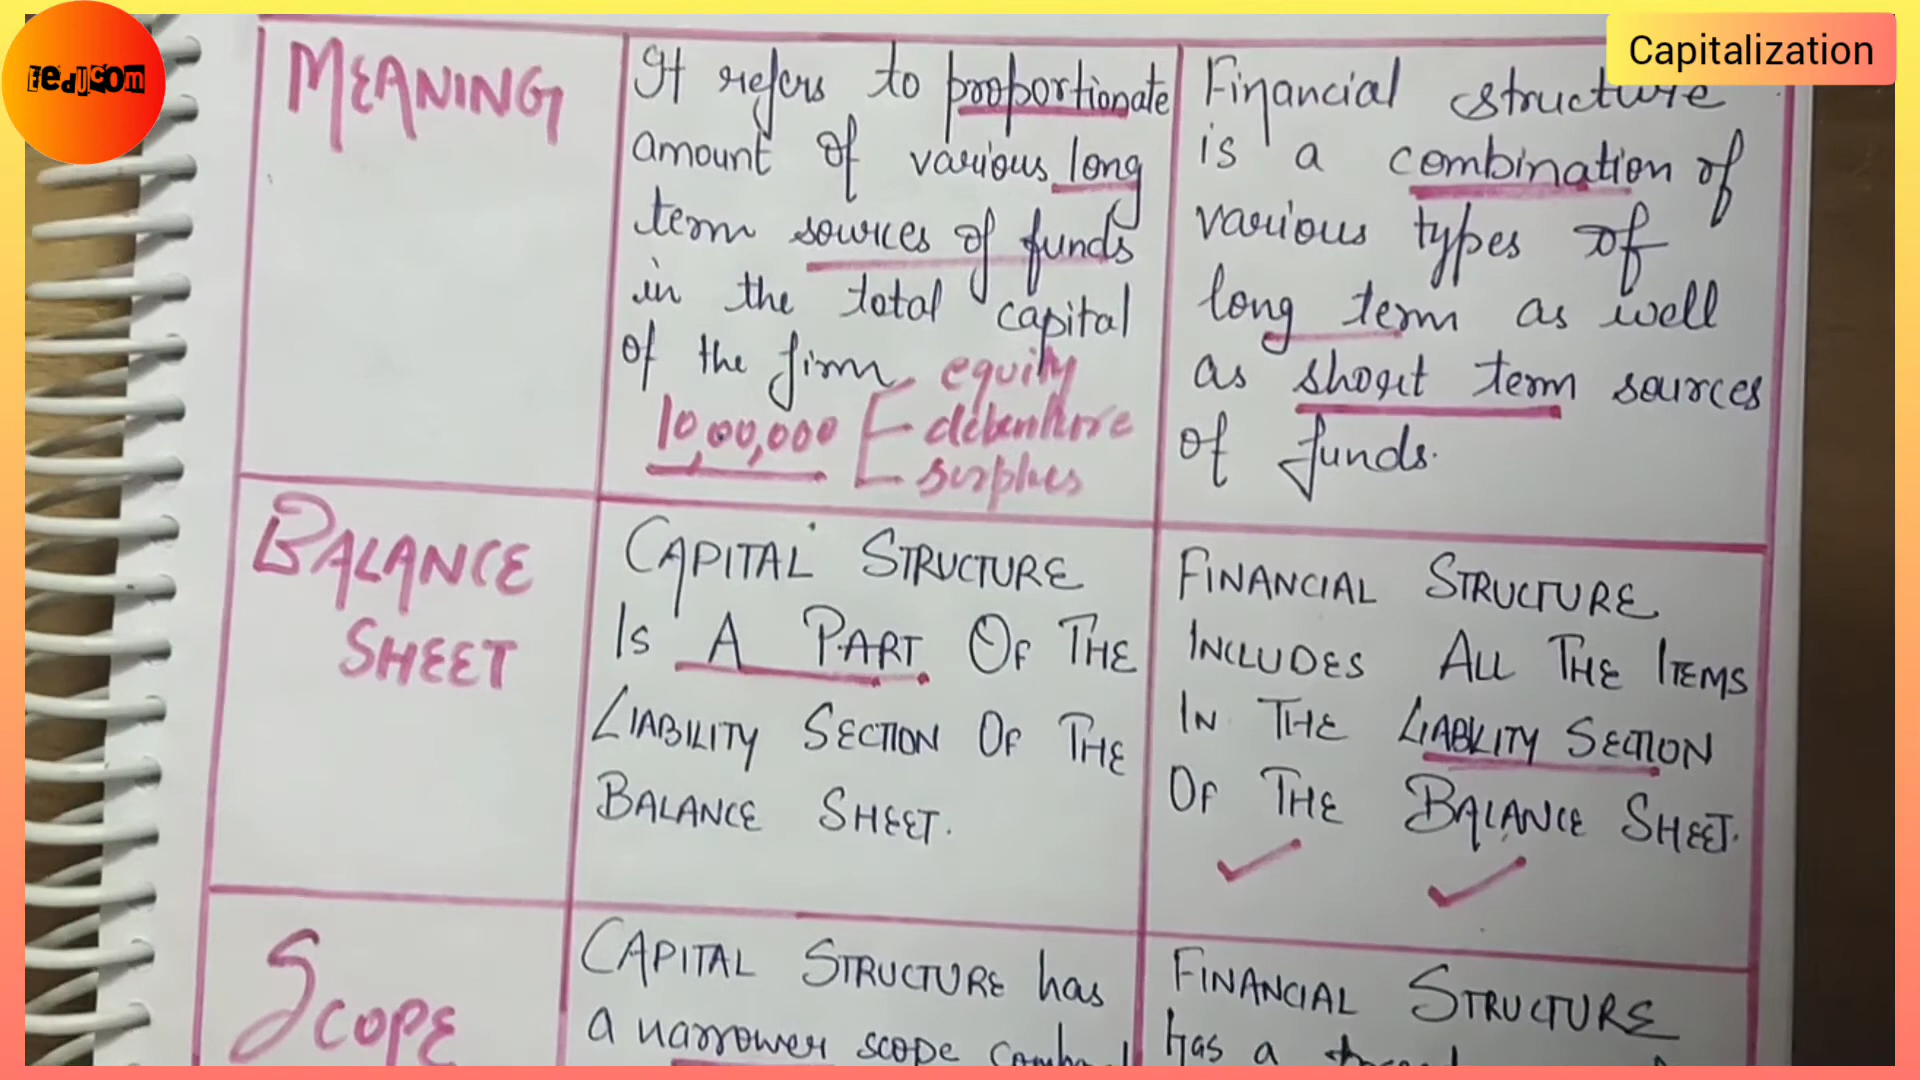 EEDUCOM
Capitalization
MEANING
It refers to proportionate
amount of various long
term sources of funds
in the total capital
of the firm
equity
10,00,000
debenture
surplus
Financial structure
is a combination of
various types of
long term as well
as short term sources
of funds.
BALANCE
SHEET
CAPITAL STRUCTURE
IS A PART OF THE
LIABILITY SECTION OF THE
BALANCE SHEET.
FINANCIAL STRUCTURE
INCLUDES ALL THE ITEMS
IN THE LIABILITY SECTION
OF THE BALANCE SHEET.
SCOPE
CAPITAL STRUCTURE has
a narrower scope
FINANCIAL STRUCTURE
has a